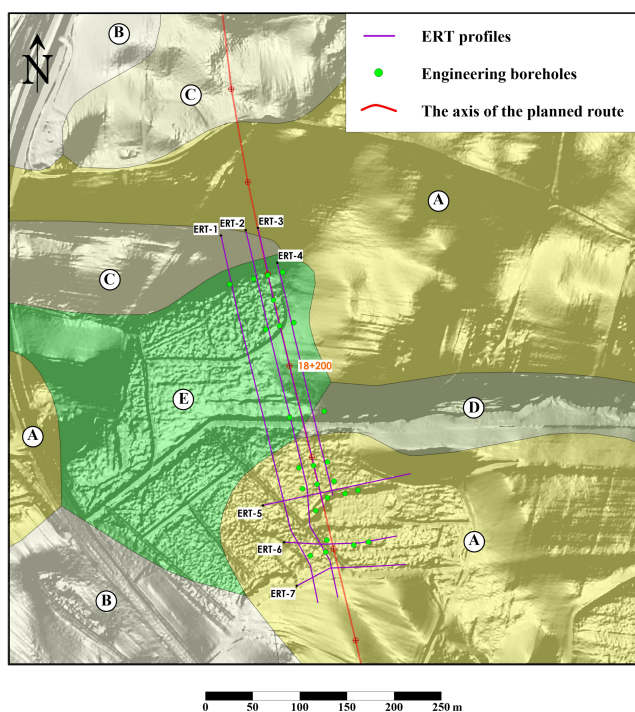 B
N
C
ERT profiles
Engineering boreholes
The axis of the planned route
A
ERT-1
ERT-2
ERT-3
ERT-4
C
18+200
E
D
A
ERT-5
A
ERT-6
B
ERT-7
0 50 100 150 200 250 m